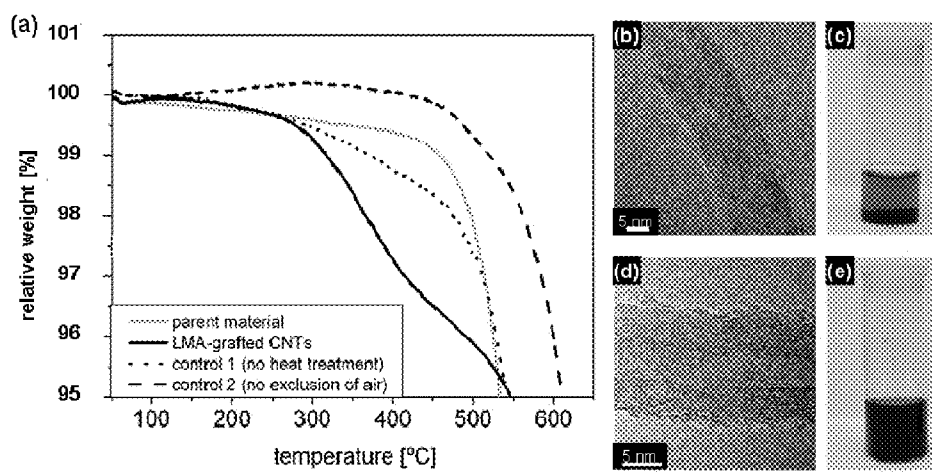 (a)
101
100
99
98
97
96
95
relative weight [%]
parent material
LMA-grafted CNTs
control 1 (no heat treatment)
control 2 (no exclusion of air)
100 200 300 400 500 600
temperature [ºC]
(b)
5 nm
(c)
(d)
5 nm
(e)